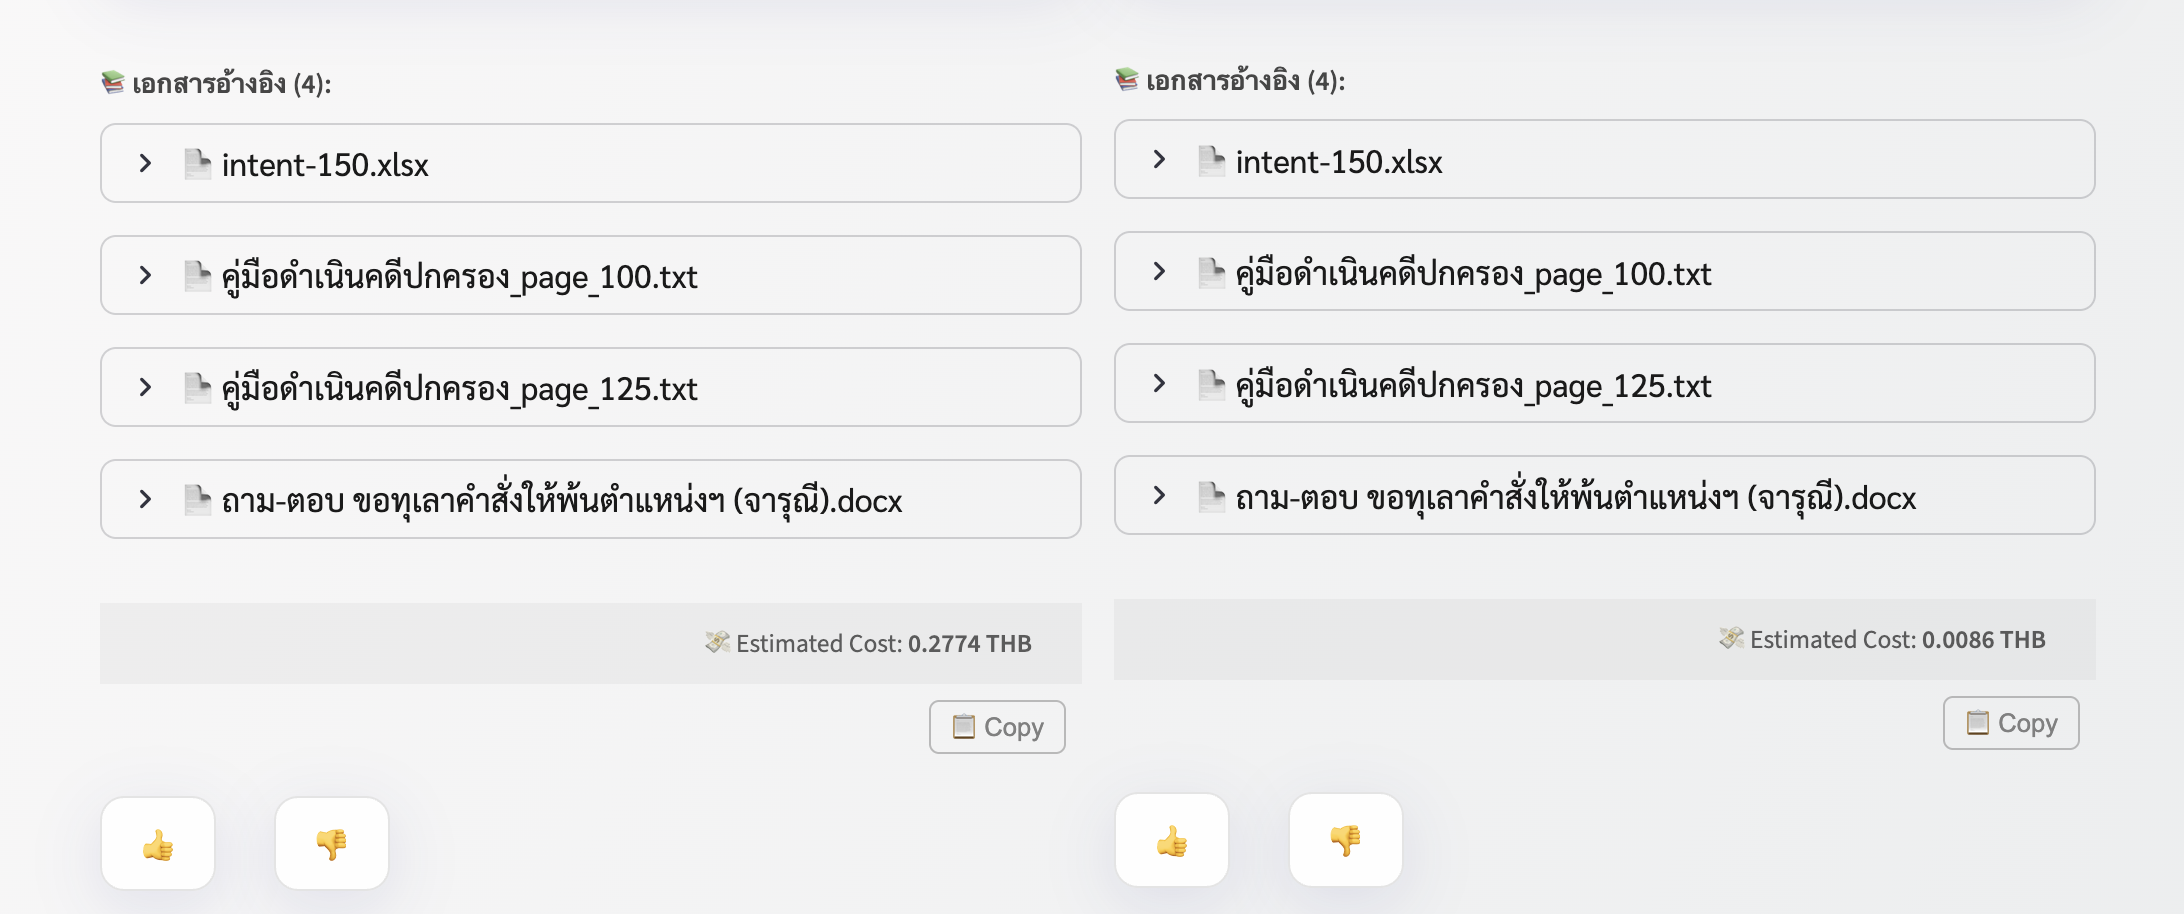 📚 เอกสารอ้างอิง (4):
intent-150.xlsx
คู่มือดำเนินคดีปกครอง_page_100.txt
คู่มือดำเนินคดีปกครอง_page_125.txt
ถาม-ตอบ ขอทุเลาคำสั่งให้พ้นตำแหน่งฯ (จารุณี).docx
Estimated Cost: 0.2774 THB
Copy
📚 เอกสารอ้างอิง (4):
intent-150.xlsx
คู่มือดำเนินคดีปกครอง_page_100.txt
คู่มือดำเนินคดีปกครอง_page_125.txt
ถาม-ตอบ ขอทุเลาคำสั่งให้พ้นตำแหน่งฯ (จารุณี).docx
Estimated Cost: 0.0086 THB
Copy